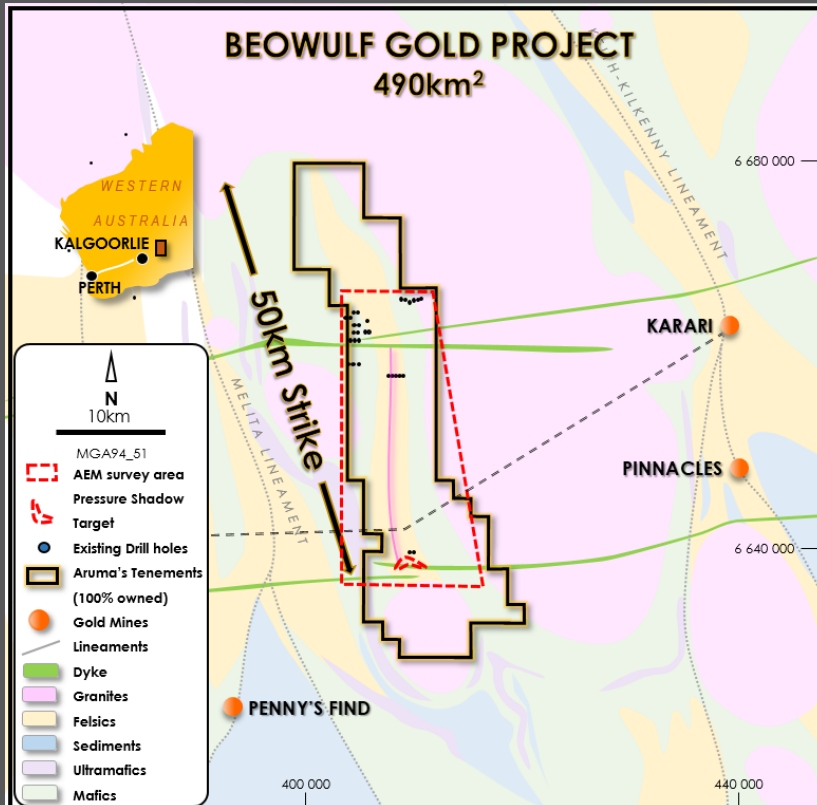 BEOWULF GOLD PROJECT
490km²
KEITH-KILKENNY LINEAMENT
6 680 000
WESTERN
AUSTRALIA
KALGOORLIE
PERTH
50km Strike
KARARI
N
10km
MELITA LINEAMENT
MGA94_51
AEM survey area
Pressure Shadow
Target
Existing Drill holes
Aruma's Tenements
(100% owned)
Gold Mines
Lineaments
Dyke
Granites
Felsics
Sediments
Ultramafics
Mafics
PINNACLES
6 640 000
PENNY'S FIND
400 000
440 000